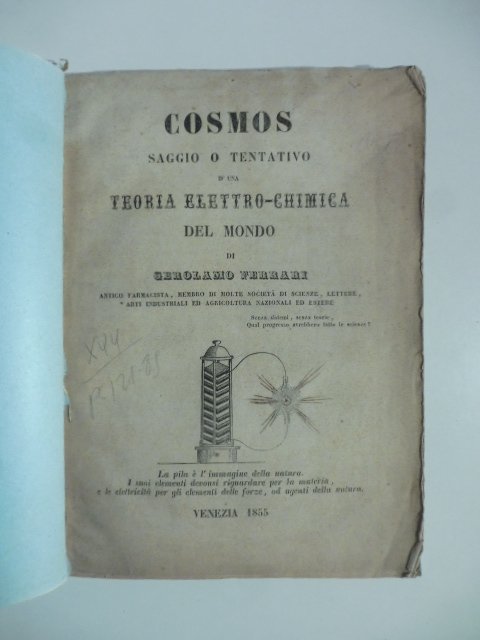 COSMOS
SAGGIO O TENTATIVO
D' UNA
TEORIA ELETTRO-CHIMICA
DEL MONDO
DI
GEROLAMO FERRARI
ANTICO FARMACISTA, MEMBRO DI MOLTE SOCIETÀ DI SCIENZE, LETTERE,
ARTI INDUSTRIALI ED AGRICOLTURA NAZIONALI ED ESTERE
Senza sistemi, senza teorie,
Qual progresso avrebbero fatto le scienze?
La pila è l' immagine della natura.
I suoi elementi devonsi riguardare per la materia,
e le elettricità per gli elementi delle forze, od agenti della natura.
VENEZIA 1855